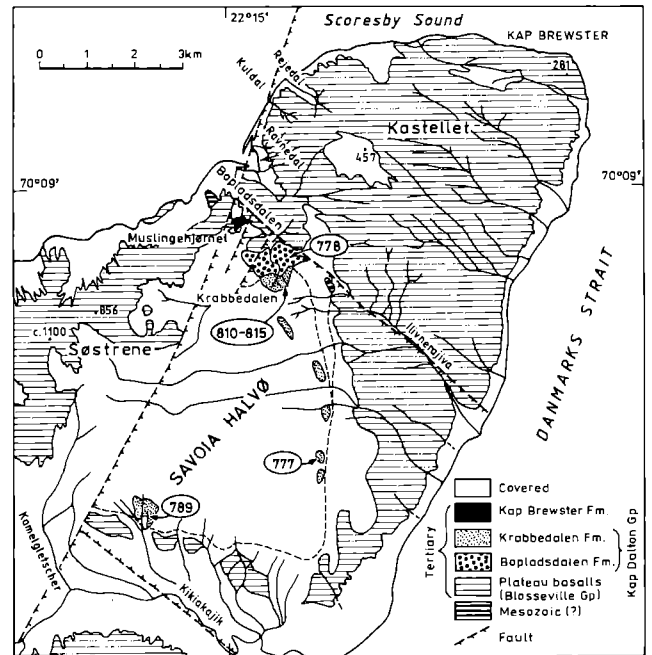 22°15'
Scoresby Sound
KAP BREWSTER
0 1 2 3km
281
Rejedal
Kuldal
Kastellet
Ravnedal
457
70°09'
70°09'
Bopladsdalen
Muslingehjørnet
778
Krabbedalen
856
810-815
c.1100
Søstrene
Ilivnerajiva
DANMARKS STRAIT
SAVOIA HALVØ
777
789
Kamelgletscher
Kikiakajik
Covered
Kap Brewster Fm.
Krabbedalen Fm.
Bopladsdalen Fm.
Plateau basalts
(Blosseville Gp)
Mesozoic (?)
Fault
Tertiary
Kap Dalton Gp